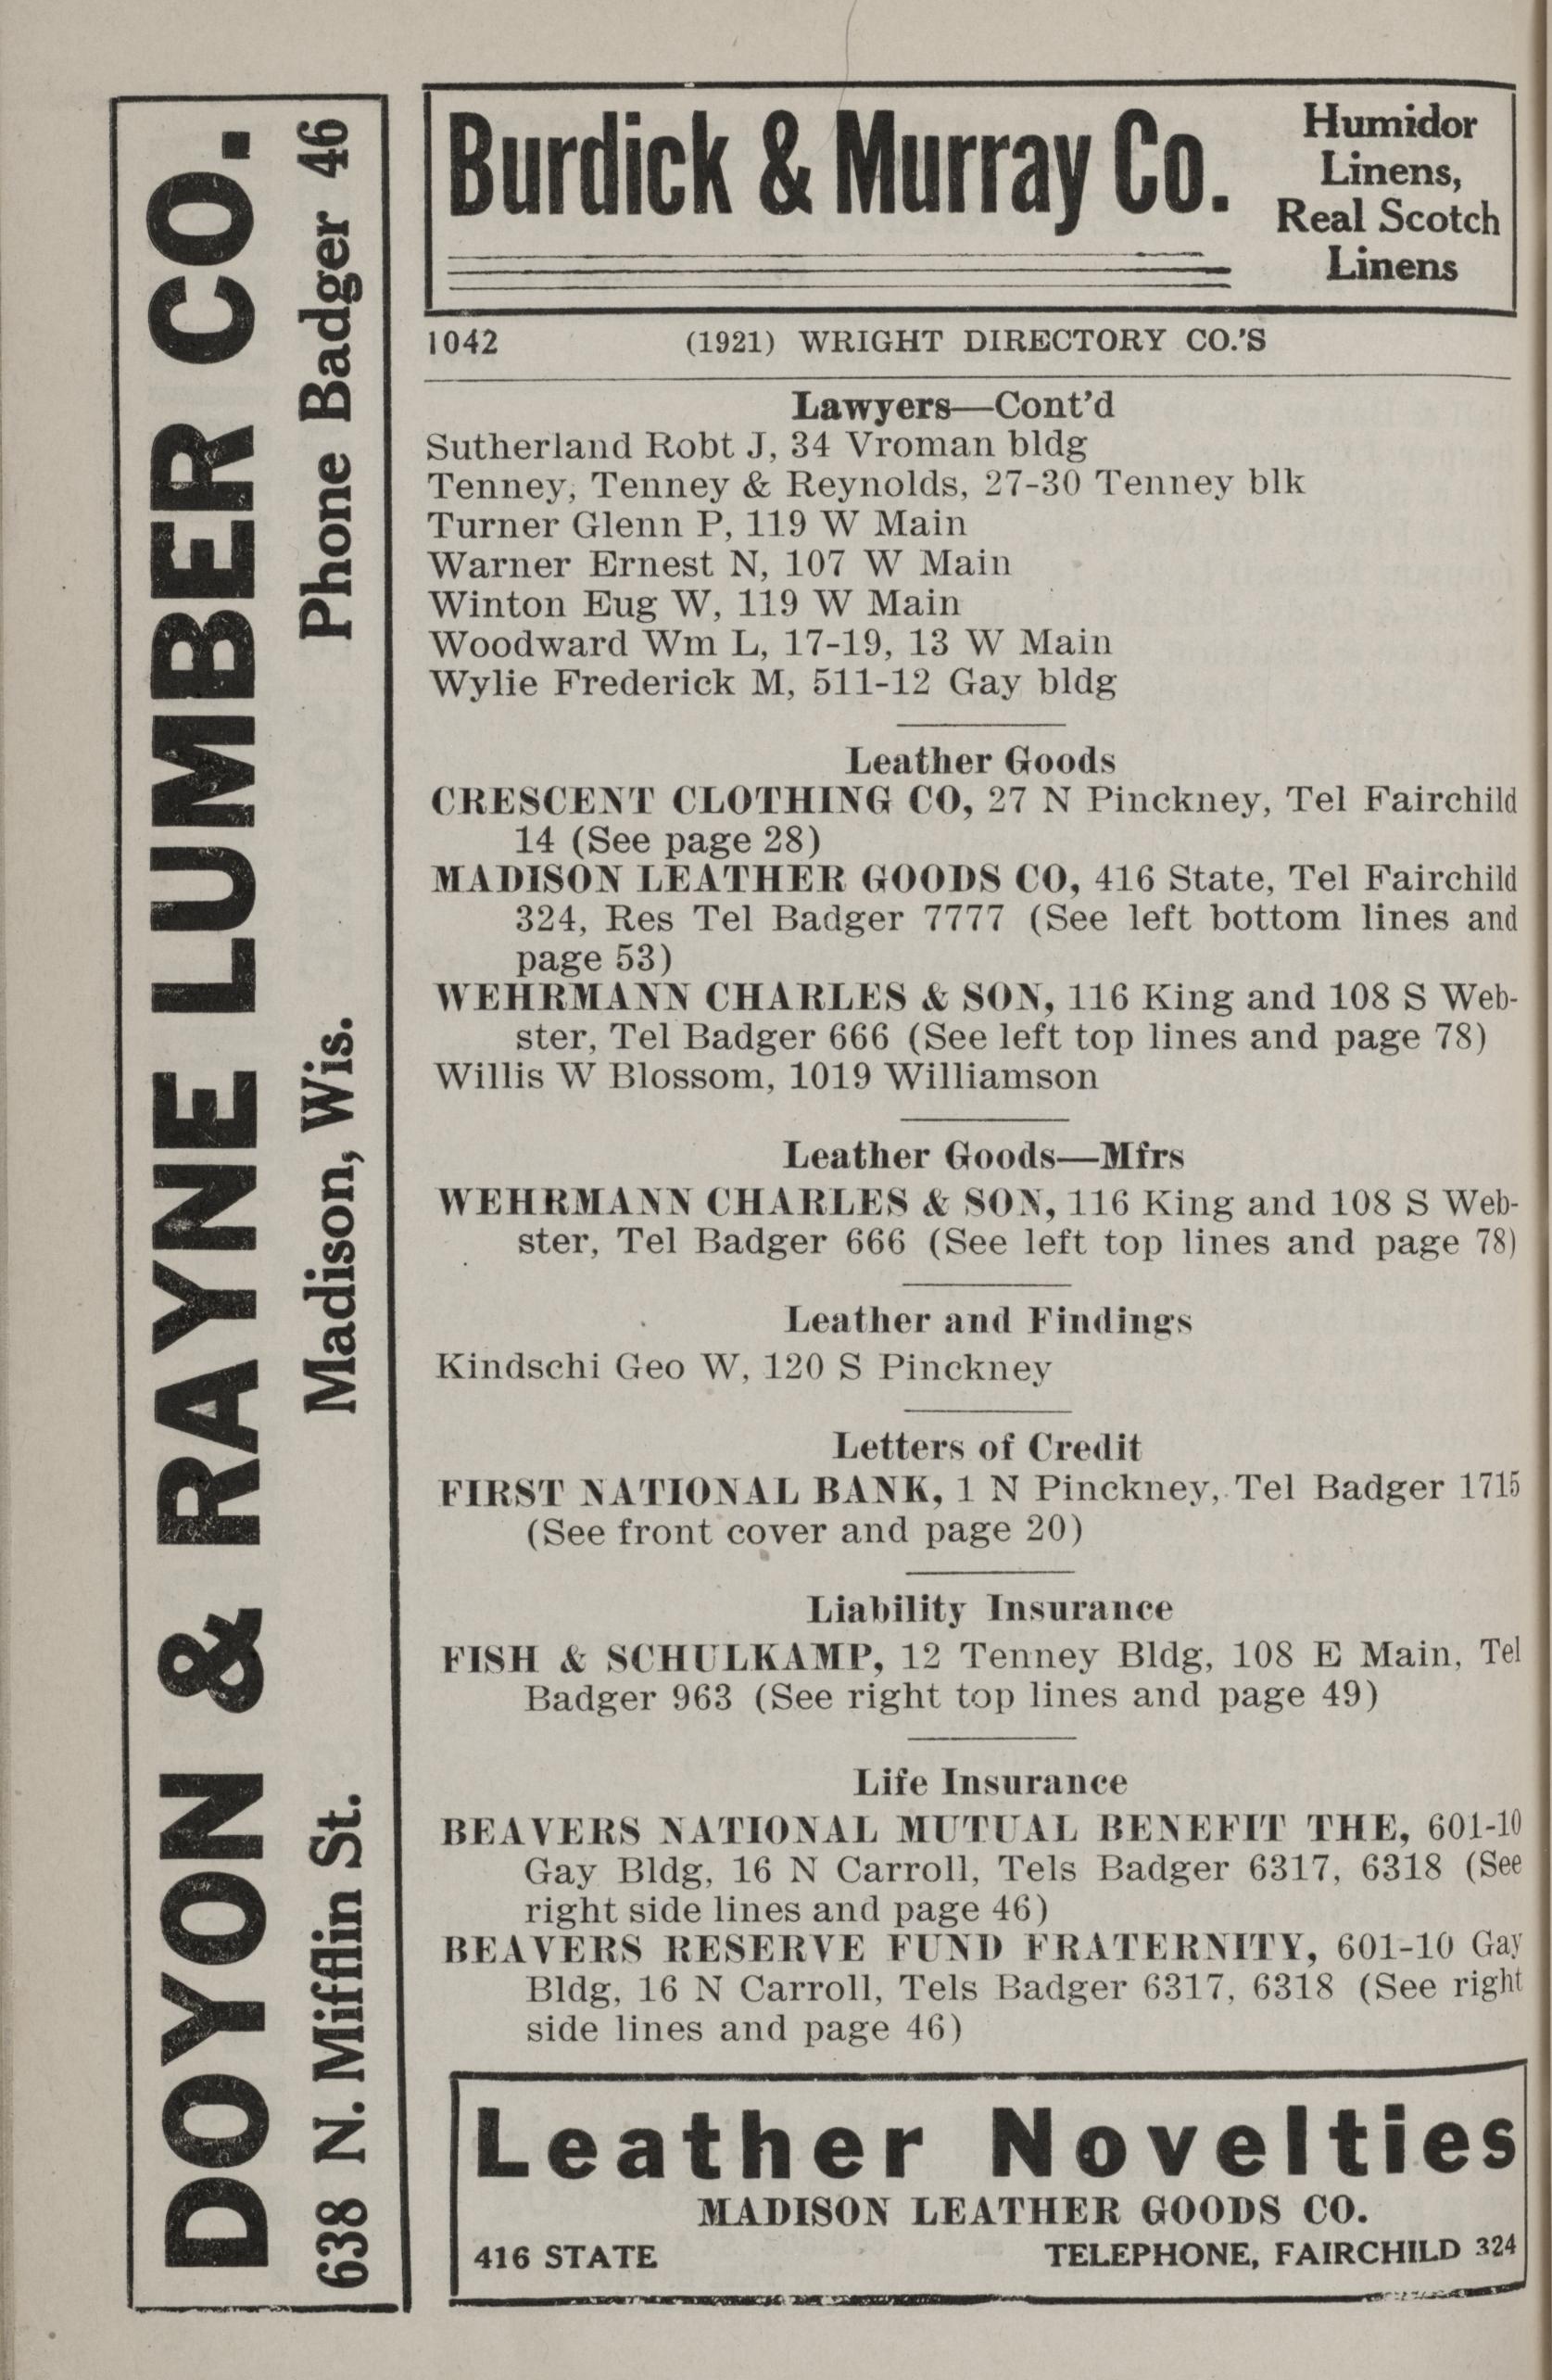 DOYON & RAYNE LUMBER CO.
638 N. Mifflin St. Madison, Wis. Phone Badger 46
Burdick & Murray Co.
Humidor
Linens,
Real Scotch
Linens
1042 (1921) WRIGHT DIRECTORY CO.'S
Lawyers—Cont'd
Sutherland Robt J, 34 Vroman bldg
Tenney, Tenney & Reynolds, 27-30 Tenney blk
Turner Glenn P, 119 W Main
Warner Ernest N, 107 W Main
Winton Eug W, 119 W Main
Woodward Wm L, 17-19, 13 W Main
Wylie Frederick M, 511-12 Gay bldg
Leather Goods
CRESCENT CLOTHING CO, 27 N Pinckney, Tel Fairchild
14 (See page 28)
MADISON LEATHER GOODS CO, 416 State, Tel Fairchild
324, Res Tel Badger 7777 (See left bottom lines and
page 53)
WEHRMANN CHARLES & SON, 116 King and 108 S Web-
ster, Tel Badger 666 (See left top lines and page 78)
Willis W Blossom, 1019 Williamson
Leather Goods—Mfrs
WEHRMANN CHARLES & SON, 116 King and 108 S Web-
ster, Tel Badger 666 (See left top lines and page 78)
Leather and Findings
Kindschi Geo W, 120 S Pinckney
Letters of Credit
FIRST NATIONAL BANK, 1 N Pinckney, Tel Badger 1715
(See front cover and page 20)
Liability Insurance
FISH & SCHULKAMP, 12 Tenney Bldg, 108 E Main, Tel
Badger 963 (See right top lines and page 49)
Life Insurance
BEAVERS NATIONAL MUTUAL BENEFIT THE, 601-10
Gay Bldg, 16 N Carroll, Tels Badger 6317, 6318 (See
right side lines and page 46)
BEAVERS RESERVE FUND FRATERNITY, 601-10 Gay
Bldg, 16 N Carroll, Tels Badger 6317, 6318 (See right
side lines and page 46)
Leather Novelties
MADISON LEATHER GOODS CO.
416 STATE TELEPHONE, FAIRCHILD 324